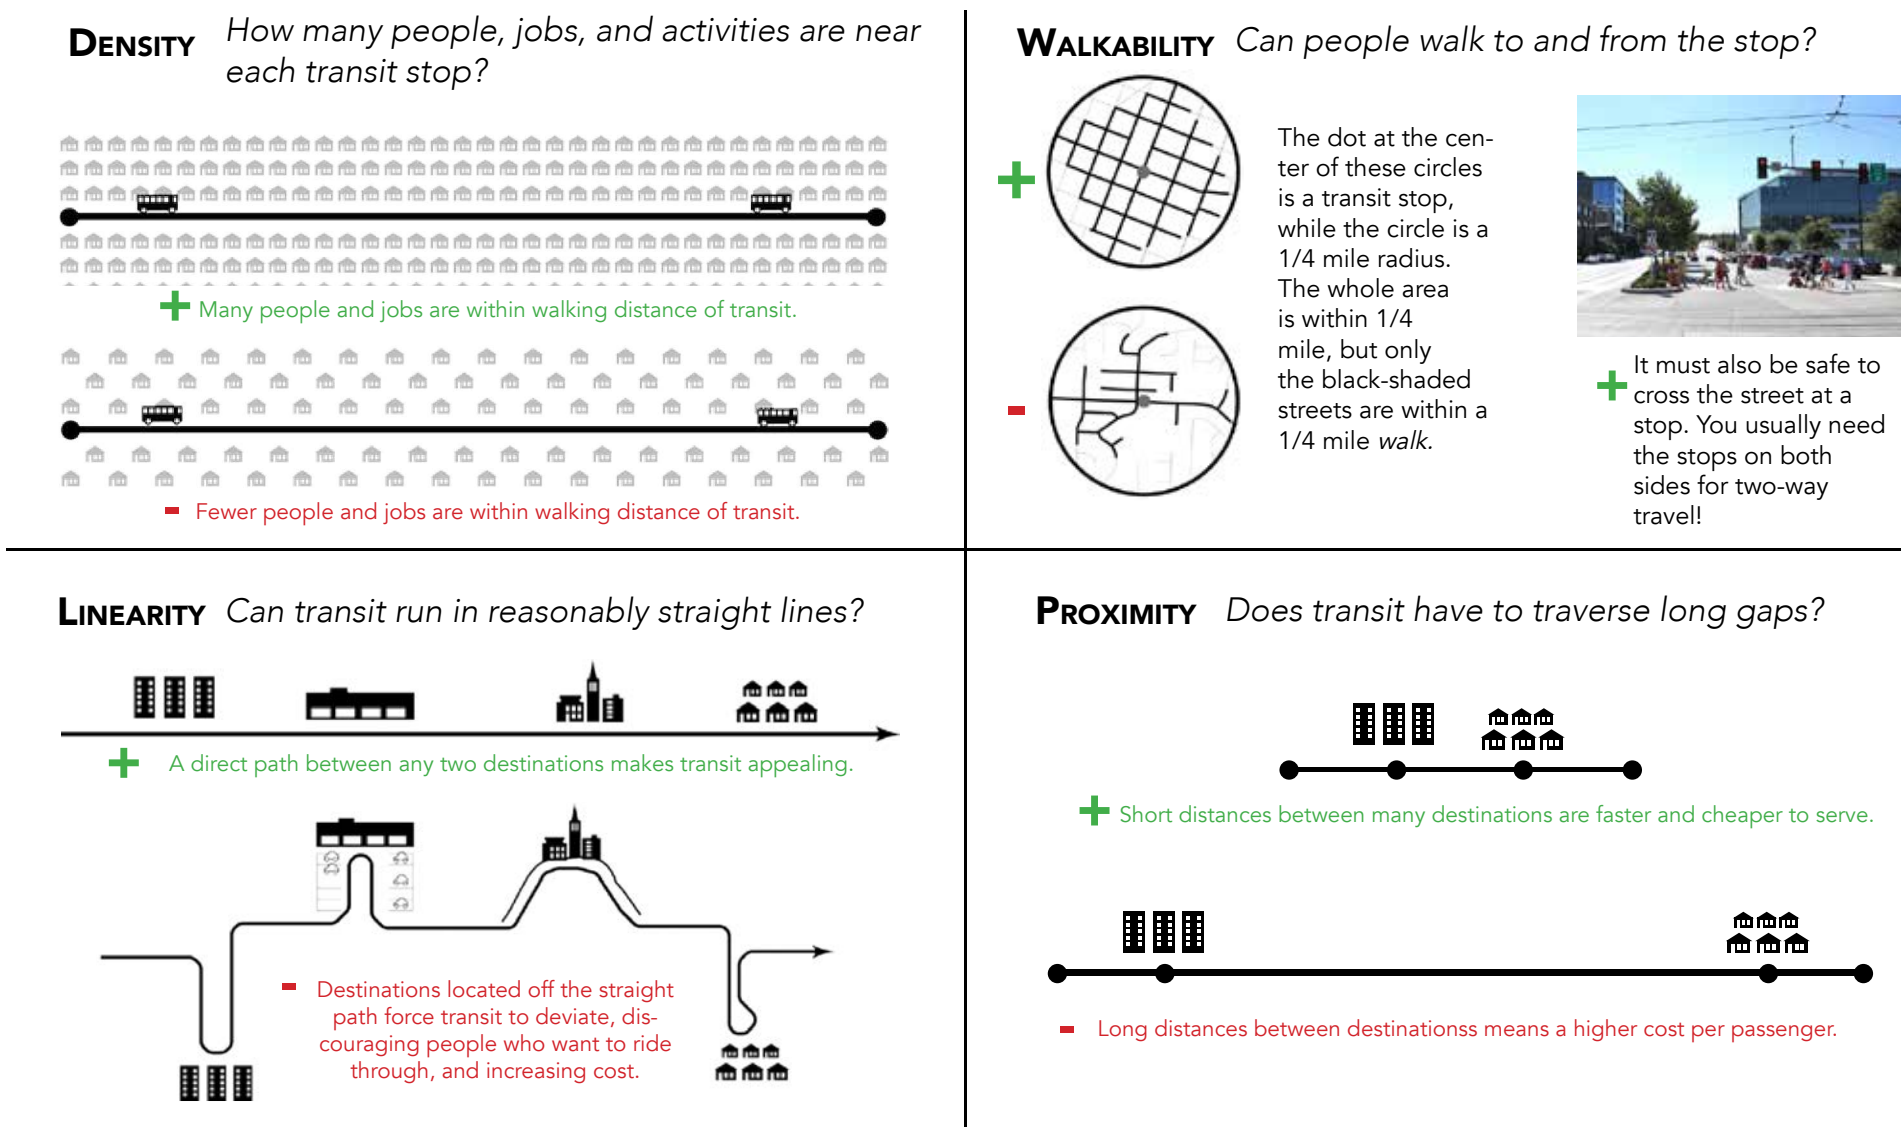 DENSITY How many people, jobs, and activities are near
each transit stop?
+ Many people and jobs are within walking distance of transit.
- Fewer people and jobs are within walking distance of transit.
WALKABILITY Can people walk to and from the stop?
+
-
The dot at the cen-
ter of these circles
is a transit stop,
while the circle is a
1/4 mile radius.
The whole area
is within 1/4
mile, but only
the black-shaded
streets are within a
1/4 mile walk.
+ It must also be safe to
cross the street at a
stop. You usually need
the stops on both
sides for two-way
travel!
LINEARITY Can transit run in reasonably straight lines?
+ A direct path between any two destinations makes transit appealing.
- Destinations located off the straight
path force transit to deviate, dis-
couraging people who want to ride
through, and increasing cost.
PROXIMITY Does transit have to traverse long gaps?
+ Short distances between many destinations are faster and cheaper to serve.
- Long distances between destinationss means a higher cost per passenger.